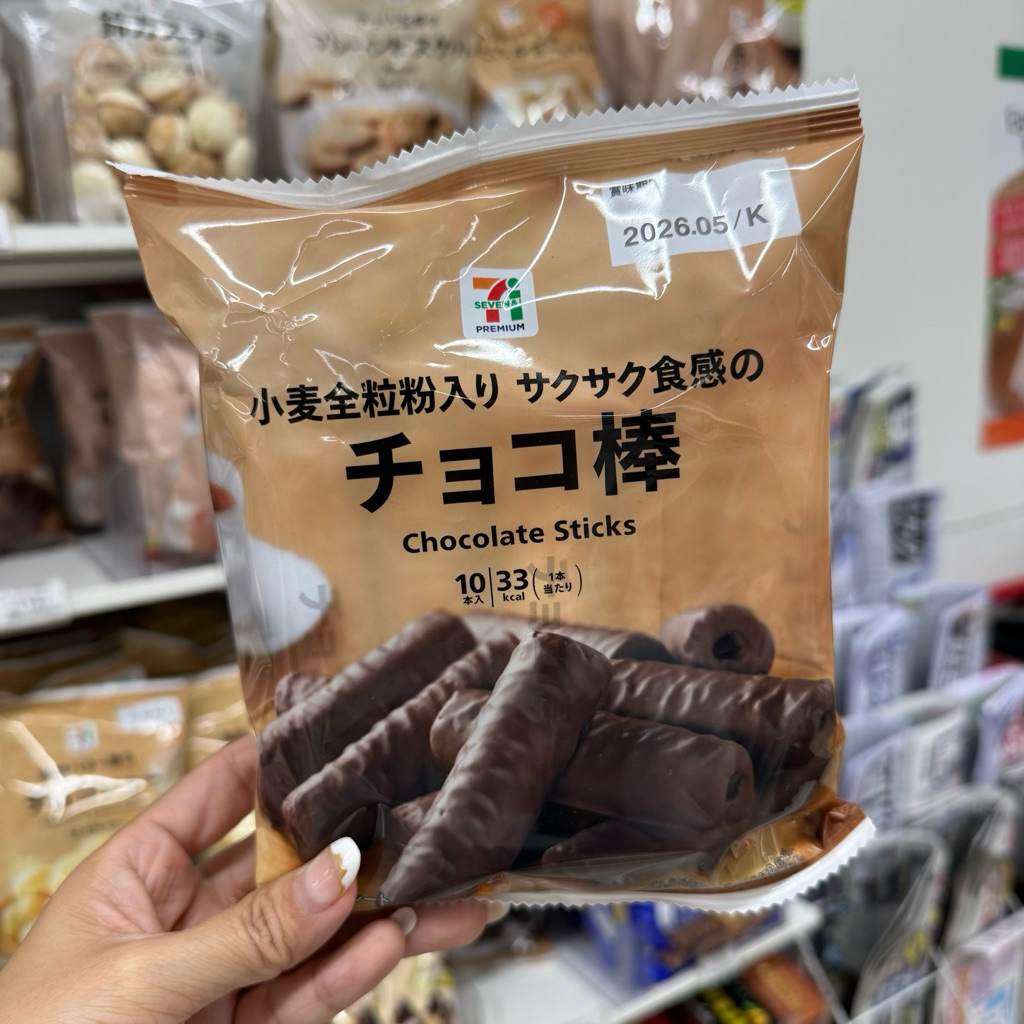 賞味期
2026.05/K
SEVEN&i
PREMIUM
小麦全粒粉入り サクサク食感の
チョコ棒
Chocolate Sticks
10本入 33kcal (1本当たり)